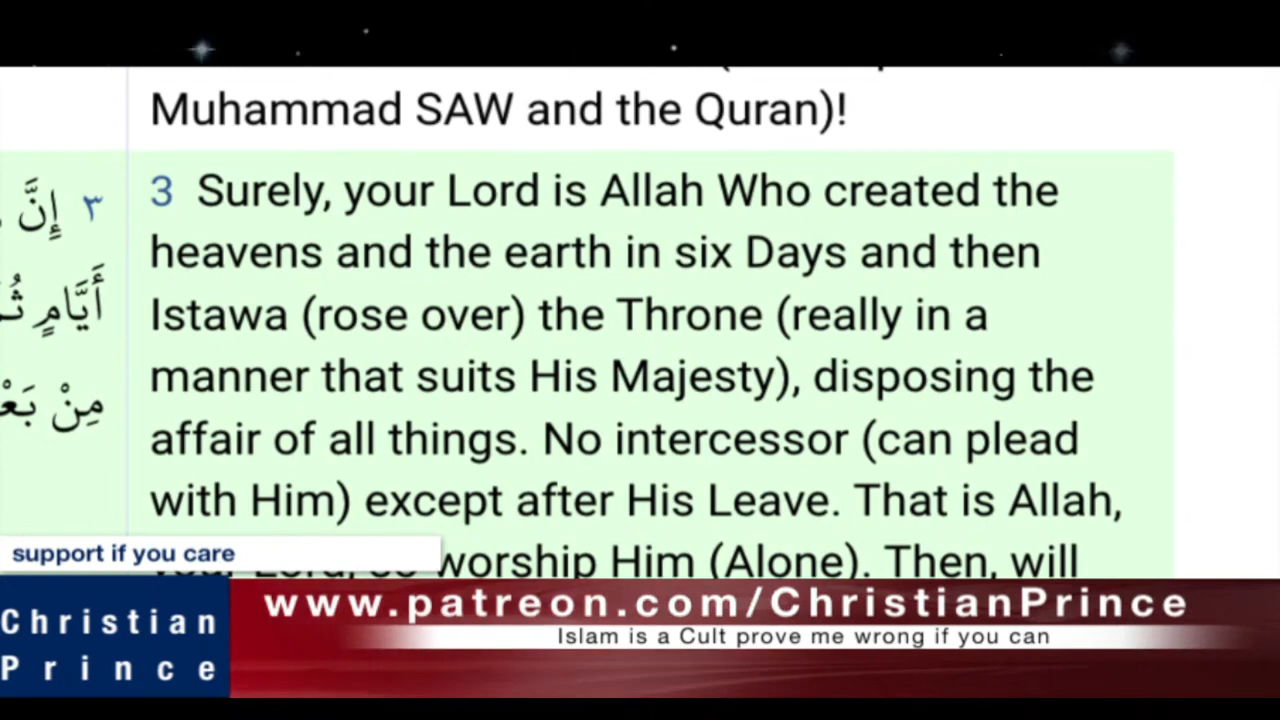 Muhammad SAW and the Quran)!
3 Surely, your Lord is Allah Who created the
heavens and the earth in six Days and then
Istawa (rose over) the Throne (really in a
manner that suits His Majesty), disposing the
affair of all things. No intercessor (can plead
with Him) except after His Leave. That is Allah,
worship Him (Alone). Then, will
٣ إِنَّ
أَيَّامٍ
مِنْ
support if you care
Christian
Prince
www.patreon.com/ChristianPrince
Islam is a Cult prove me wrong if you can